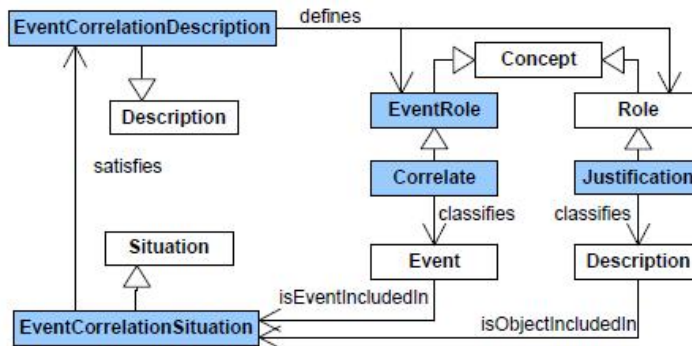 EventCorrelationDescription
defines
Concept
Description
EventRole
Role
satisfies
Correlate
Justification
classifies
classifies
Situation
Event
Description
isEventIncludedIn
EventCorrelationSituation
isObjectIncludedIn